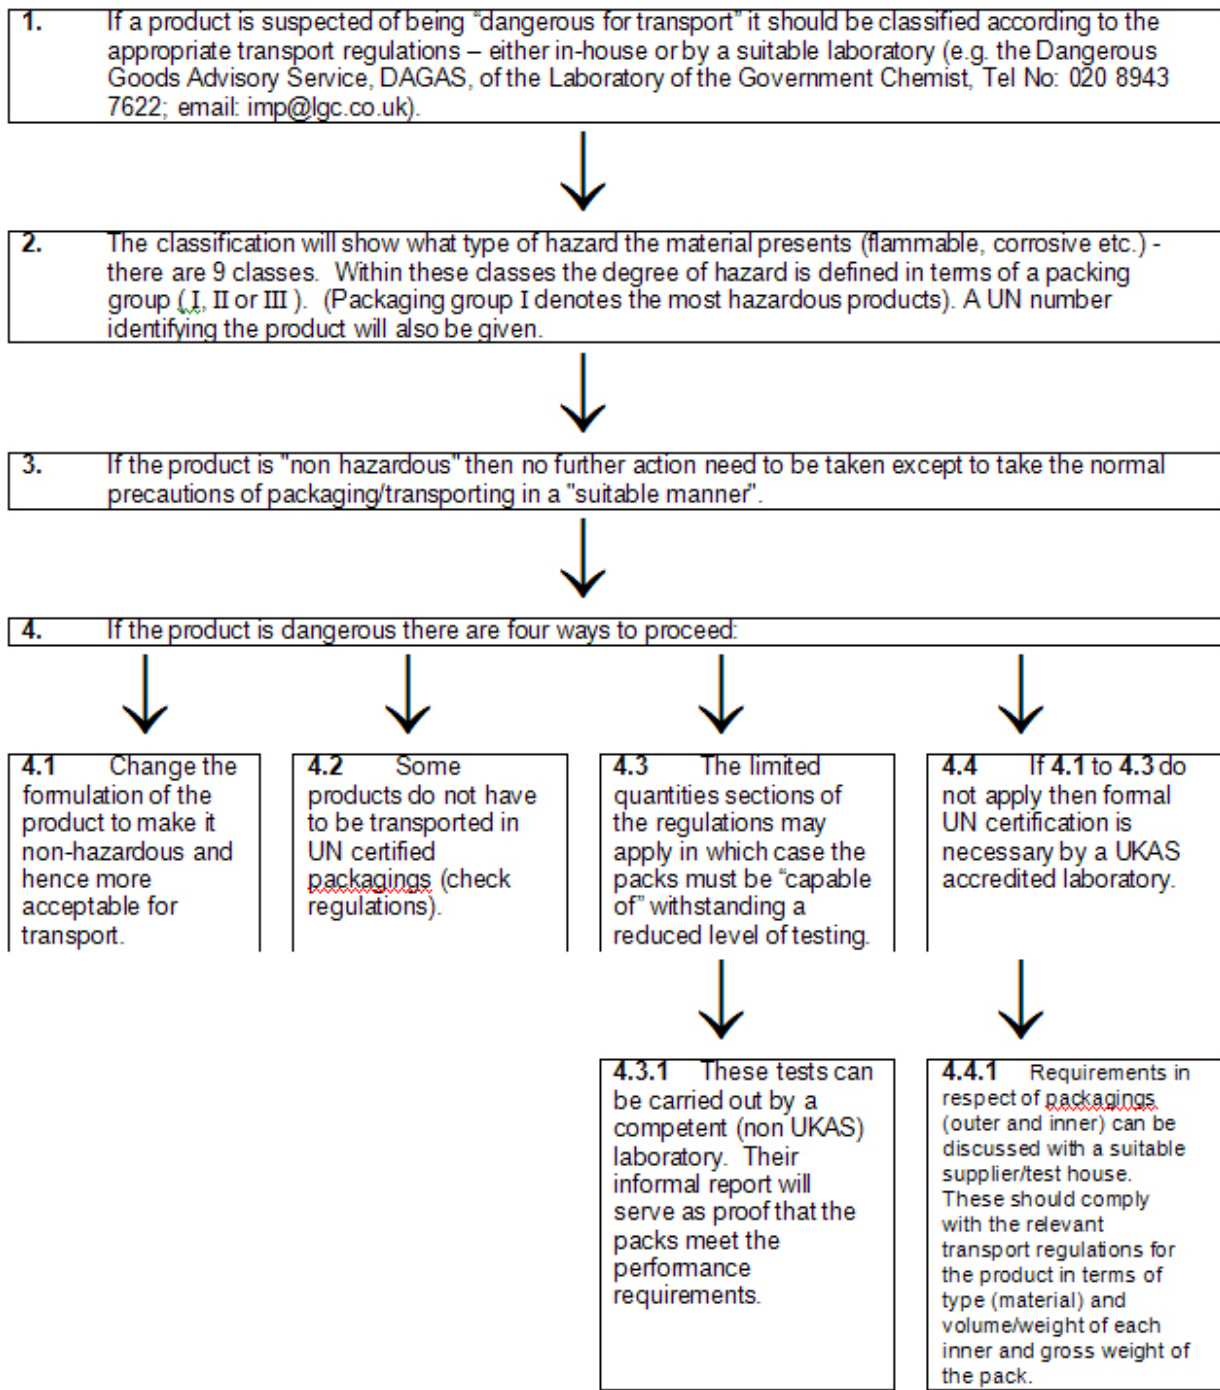 1. If a product is suspected of being “dangerous for transport” it should be classified according to the
appropriate transport regulations – either in-house or by a suitable laboratory (e.g. the Dangerous
Goods Advisory Service, DAGAS, of the Laboratory of the Government Chemist, Tel No: 020 8943
7622; email: imp@lgc.co.uk).
2. The classification will show what type of hazard the material presents (flammable, corrosive etc.) -
there are 9 classes. Within these classes the degree of hazard is defined in terms of a packing
group ( I, II or III ). (Packaging group I denotes the most hazardous products). A UN number
identifying the product will also be given.
3. If the product is "non hazardous" then no further action need to be taken except to take the normal
precautions of packaging/transporting in a "suitable manner".
4. If the product is dangerous there are four ways to proceed:
4.1 Change the
formulation of the
product to make it
non-hazardous and
hence more
acceptable for
transport.
4.2 Some
products do not have
to be transported in
UN certified
packagings (check
regulations).
4.3 The limited
quantities sections of
the regulations may
apply in which case the
packs must be “capable
of” withstanding a
reduced level of testing.
4.4 If 4.1 to 4.3 do
not apply then formal
UN certification is
necessary by a UKAS
accredited laboratory.
4.3.1 These tests can
be carried out by a
competent (non UKAS)
laboratory. Their
informal report will
serve as proof that the
packs meet the
performance
requirements.
4.4.1 Requirements in
respect of packagings
(outer and inner) can be
discussed with a suitable
supplier/test house.
These should comply
with the relevant
transport regulations for
the product in terms of
type (material) and
volume/weight of each
inner and gross weight of
the pack.